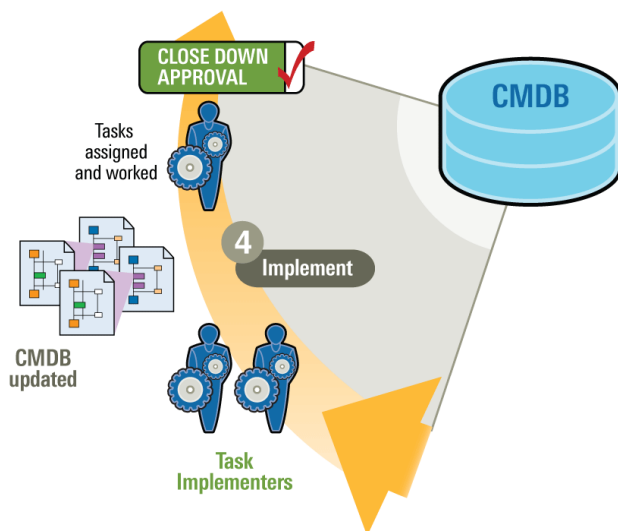 CLOSE DOWN
APPROVAL
CMDB
Tasks
assigned
and worked
4
Implement
CMDB
updated
Task
Implementers